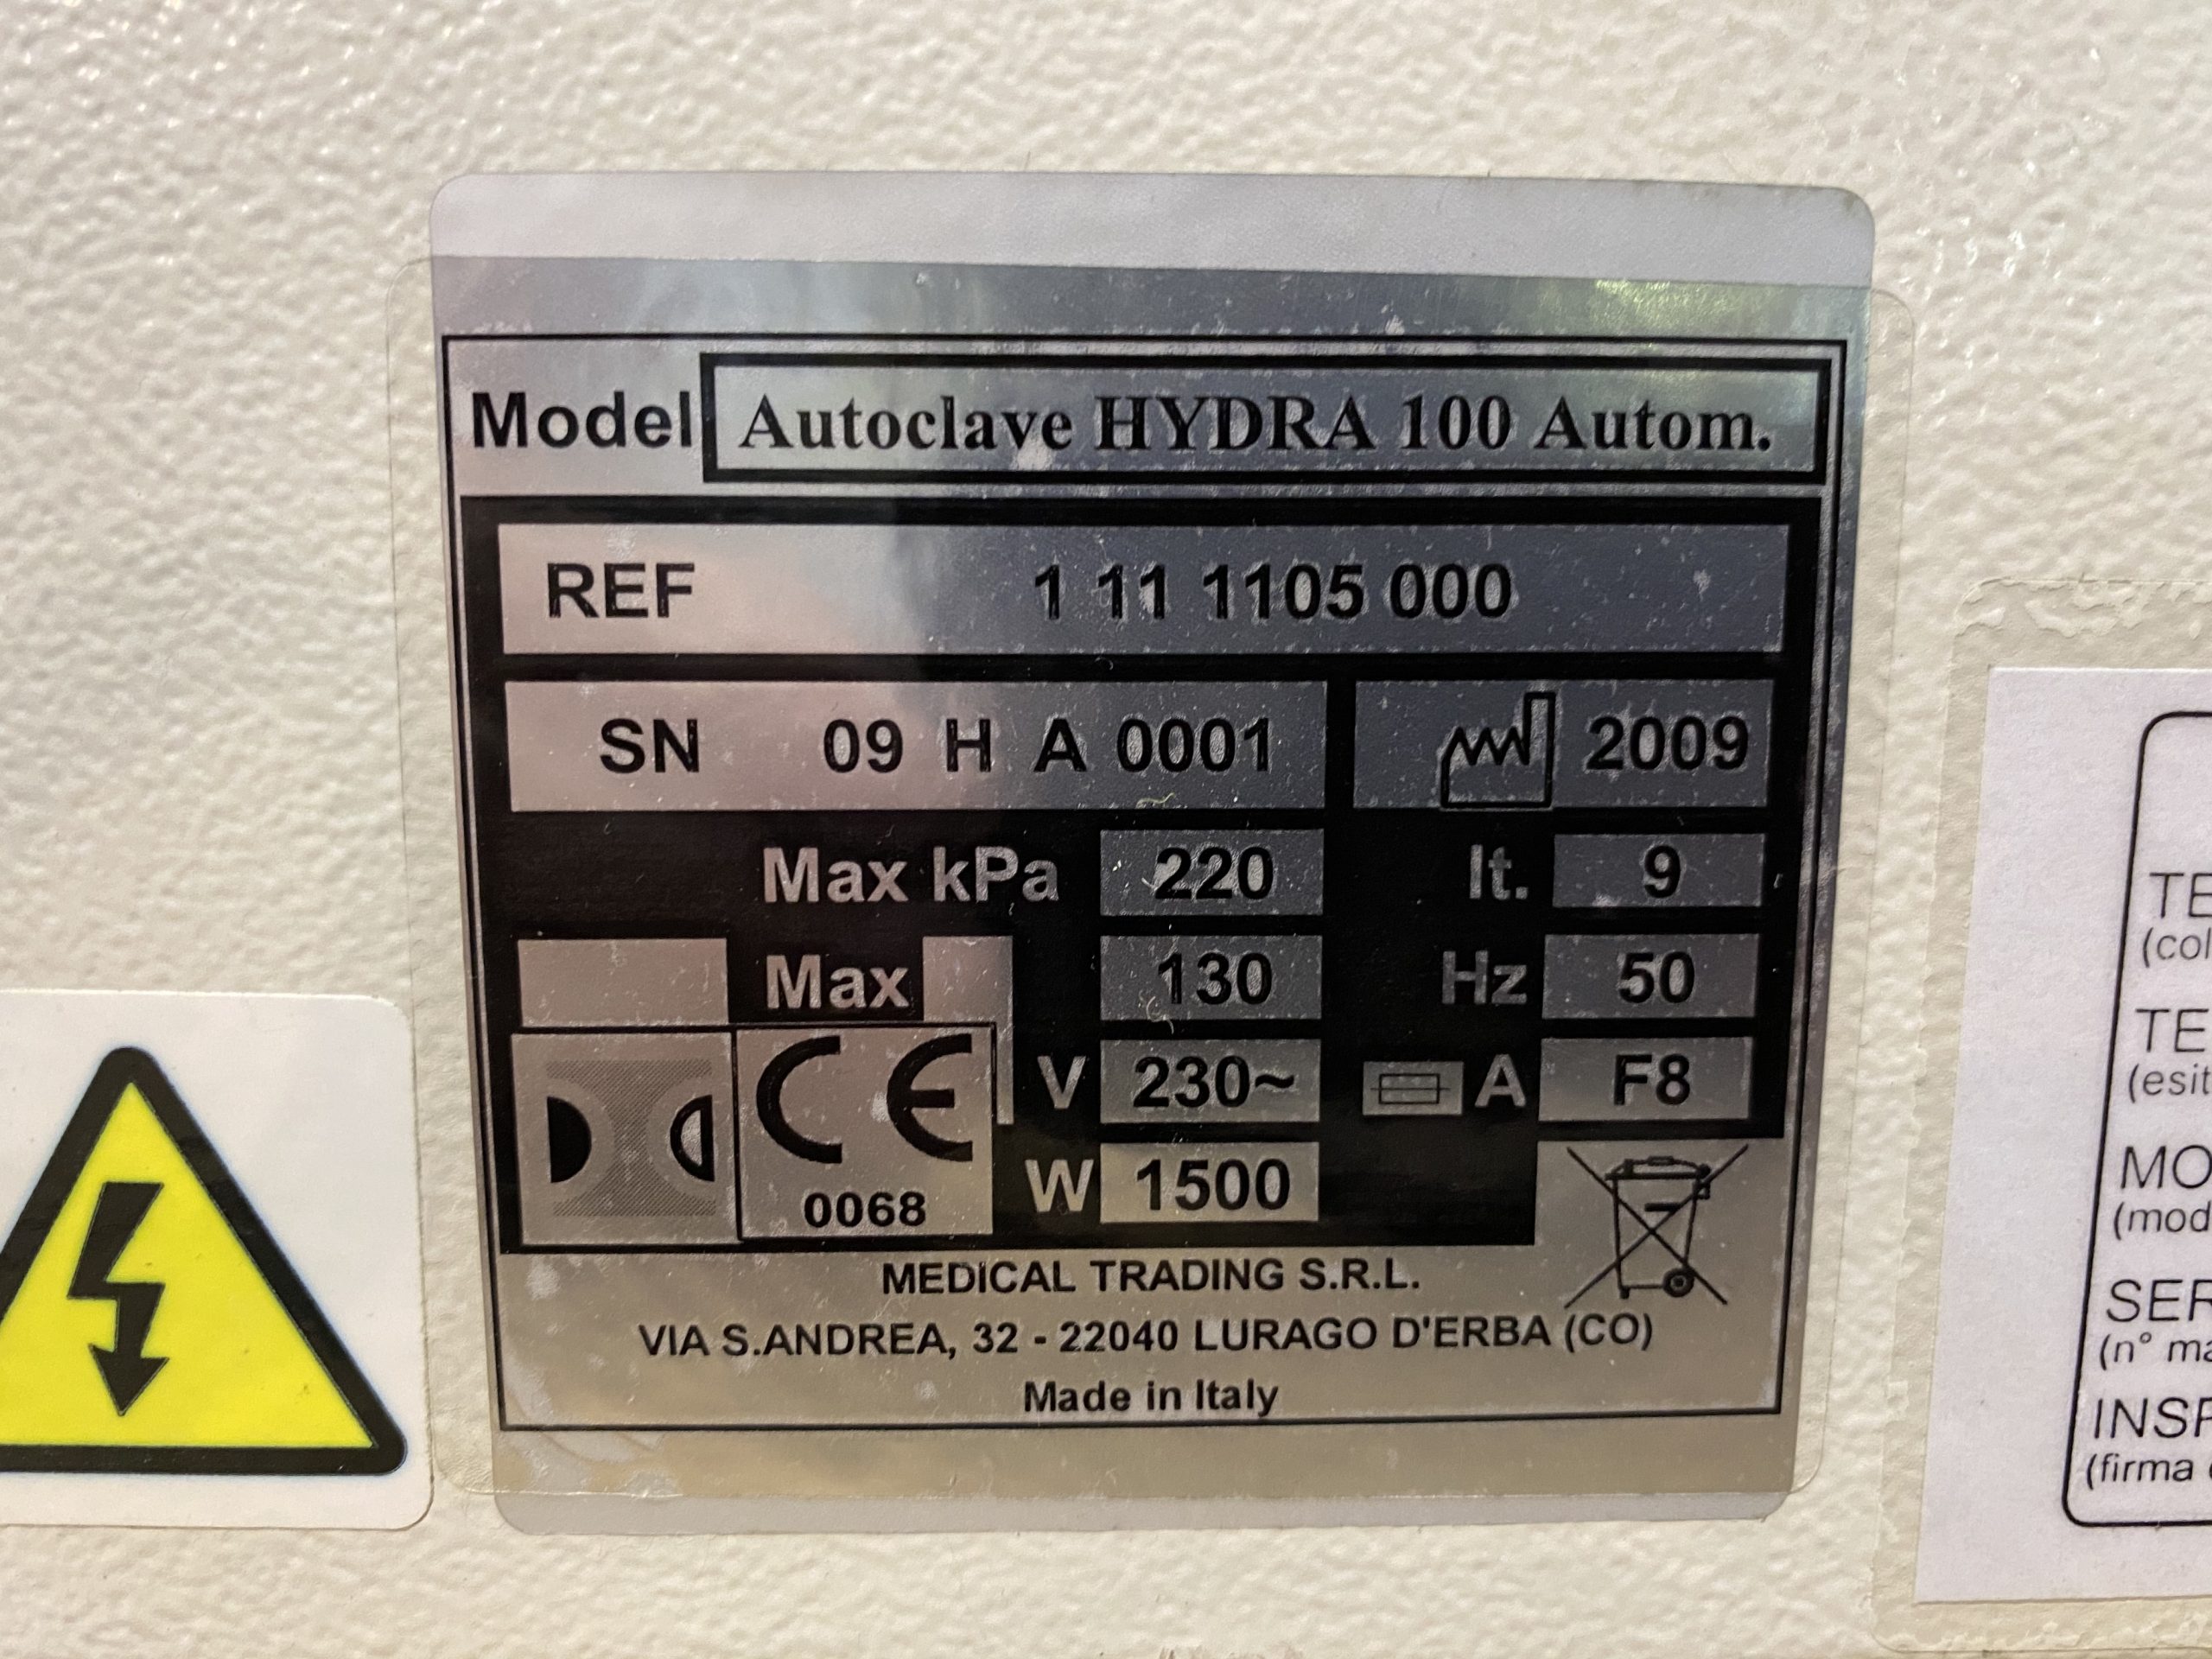 Model Autoclave HYDRA 100 Autom.
REF 1 11 1105 000
SN 09 H A 0001 2009
Max kPa 220 lt. 9
Max 130 Hz 50
V 230~ A F8
CE
0068
W 1500
MEDICAL TRADING S.R.L.
VIA S.ANDREA, 32 - 22040 LURAGO D'ERBA (CO)
Made in Italy
TE
(col
TE
(esit
MO
(mod
SER
(n° ma
INSP
(firma